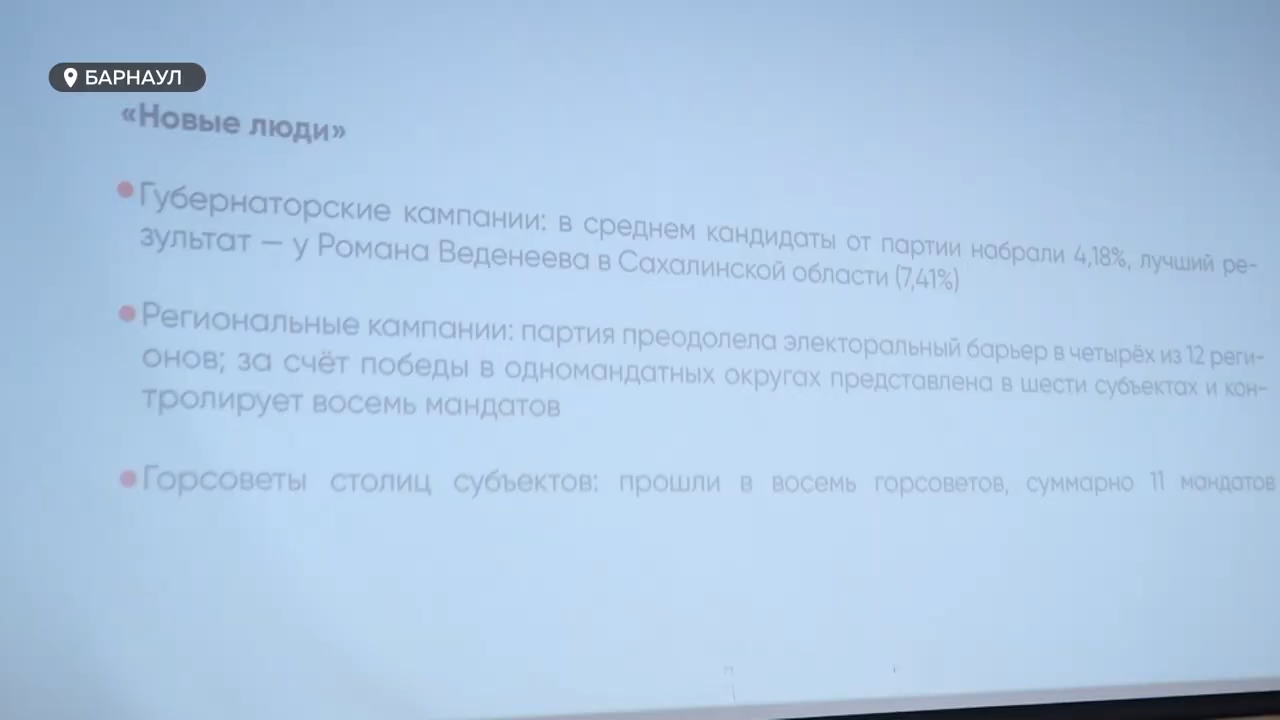 БАРНАУЛ
«Новые люди»
Губернаторские кампании: в среднем кандидаты от партии набрали 4,18%, лучший ре-
зультат — у Романа Веденеева в Сахалинской области (7,41%)
Региональные кампании: партия преодолела электоральный барьер в четырёх из 12 реги-
онов; за счёт победы в одномандатных округах представлена в шести субъектах и кон-
тролирует восемь мандатов
Горсоветы столиц субъектов: прошли в восемь горсоветов, суммарно 11 мандатов